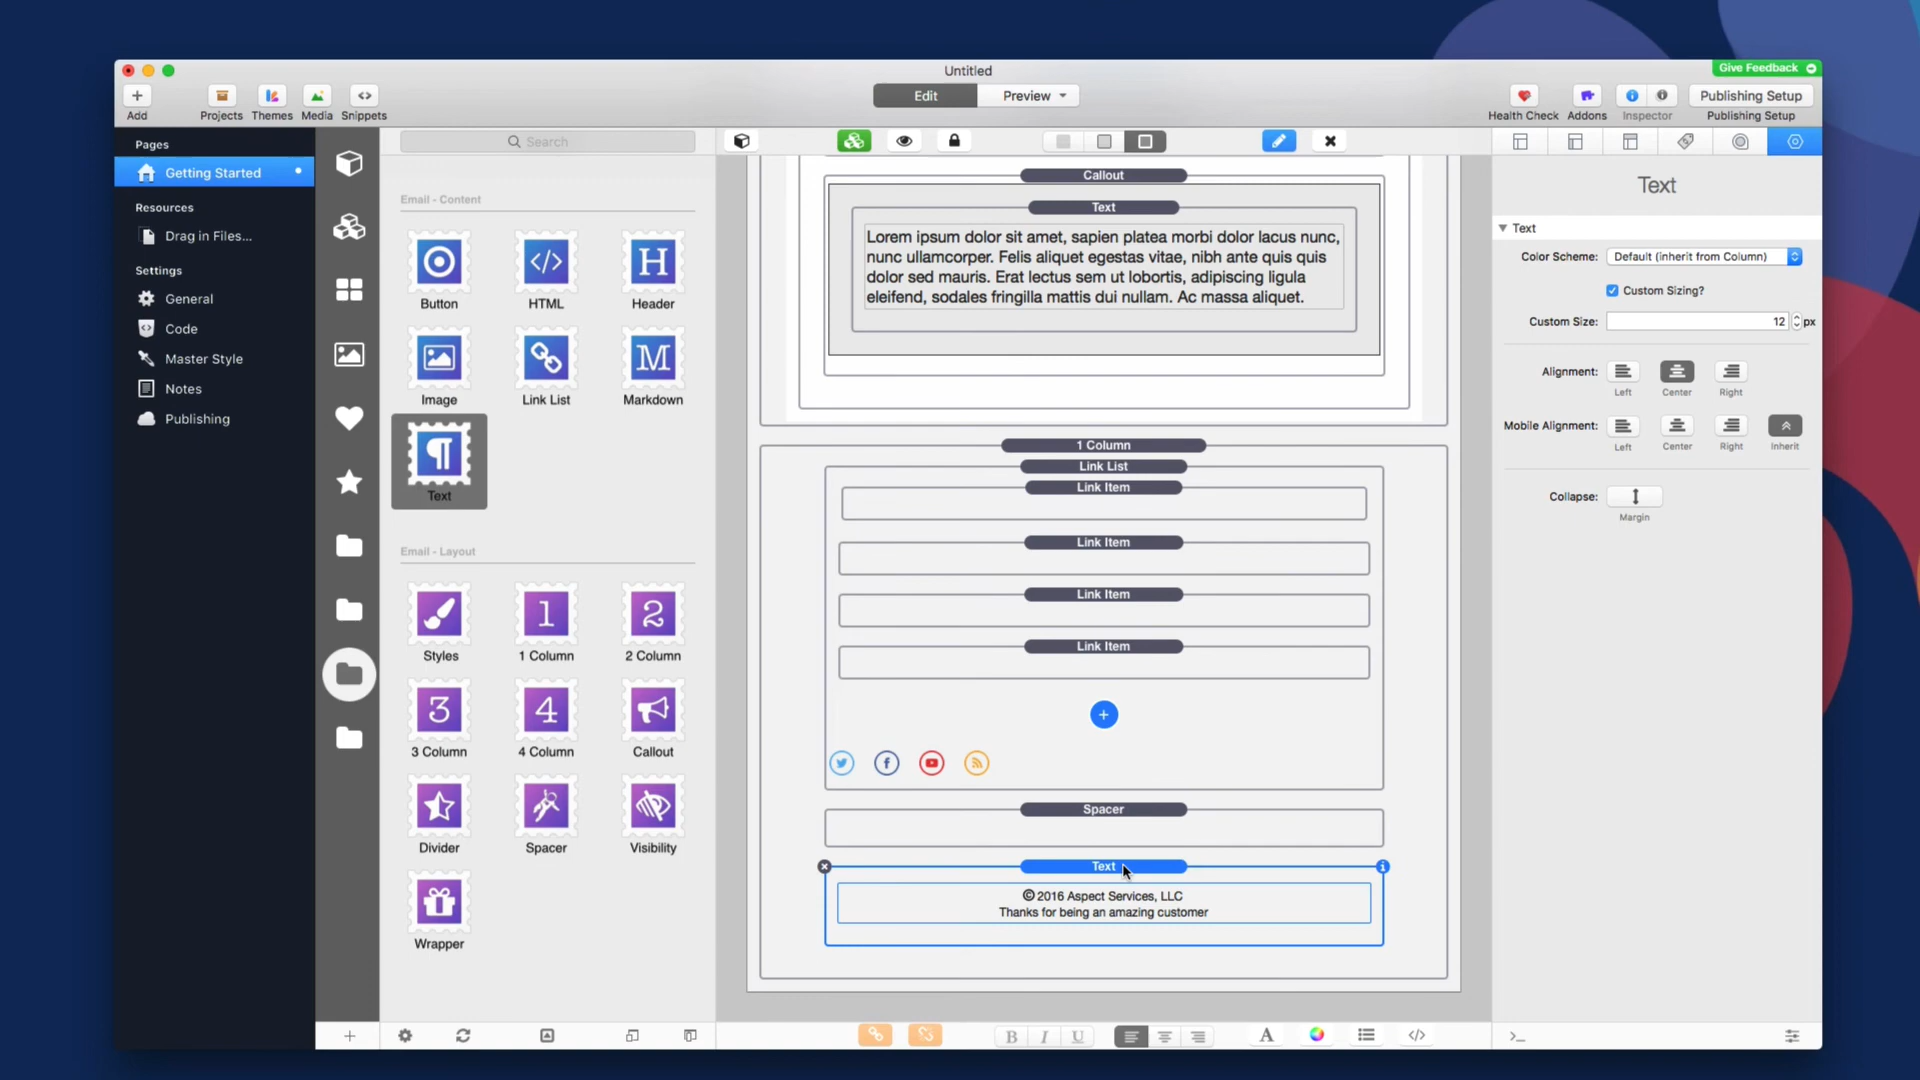 Untitled
Give Feedback
Edit
Preview
Publishing Setup
Add
Projects
Themes
Media
Snippets
Health Check
Addons
Inspector
Publishing Setup
Pages
Getting Started
Resources
Drag in Files...
Settings
General
Code
Master Style
Notes
Publishing
Search
Email - Content
Button
HTML
Header
Image
Link List
Markdown
Text
Email - Layout
Styles
1 Column
2 Column
3 Column
4 Column
Callout
Divider
Spacer
Visibility
Wrapper
Callout
Text
Lorem ipsum dolor sit amet, sapien platea morbi dolor lacus nunc,
nunc ullamcorper. Felis aliquet egestas vitae, nibh ante quis quis
dolor sed mauris. Erat lectus sem ut lobortis, adipiscing ligula
eleifend, sodales fringilla mattis dui nullam. Ac massa aliquet.
1 Column
Link List
Link Item
Link Item
Link Item
Link Item
Spacer
Text
© 2016 Aspect Services, LLC
Thanks for being an amazing customer
B I U
A
Text
Text
Color Scheme: Default (inherit from Column)
Custom Sizing?
Custom Size: 12 px
Alignment:
Left Center Right
Mobile Alignment:
Left Center Right Inherit
Collapse:
Margin